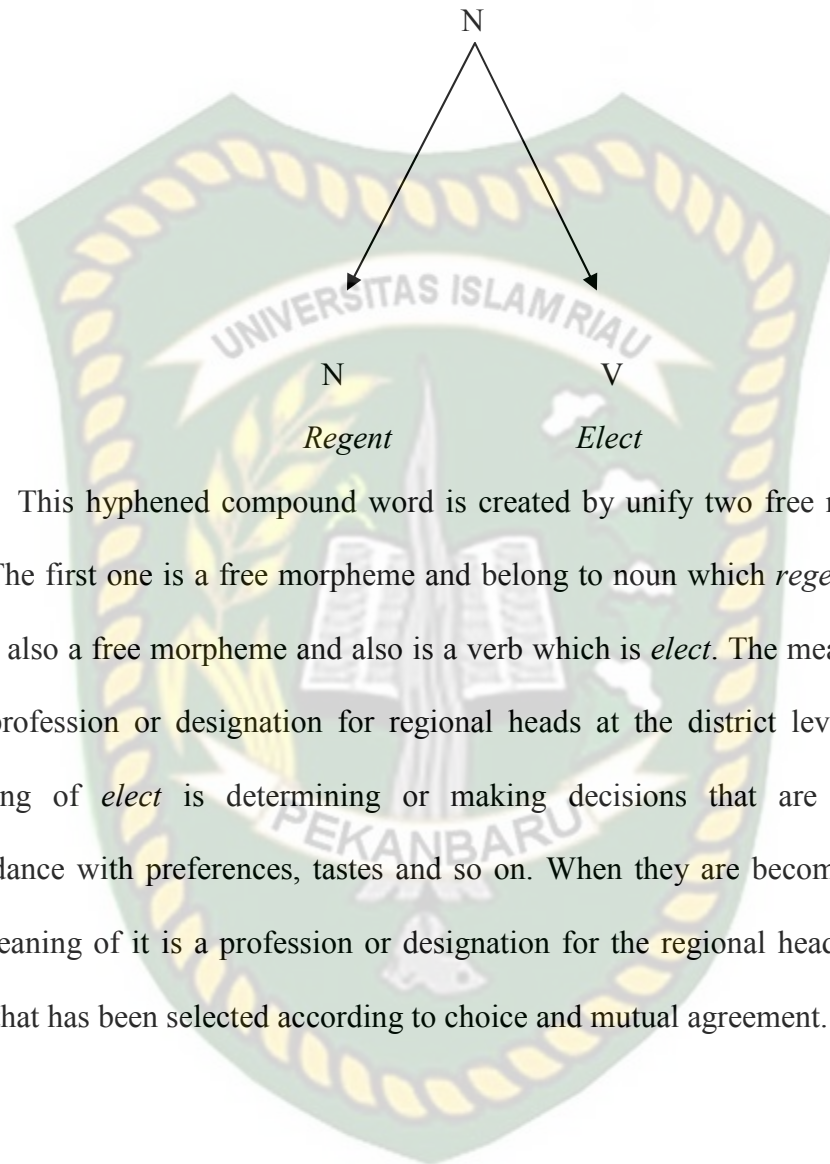 N
UNIVERSITAS ISLAM RIAU
N V
Regent Elect
This hyphened compound word is created by unify two free
The first one is a free morpheme and belong to noun which
also a free morpheme and also is a verb which is elect. The
profession or designation for regional heads at the district
of elect is determining or making decisions that are
with preferences, tastes and so on. When they are
of it is a profession or designation for the regional
that has been selected according to choice and mutual agreement.
PEKANBARU